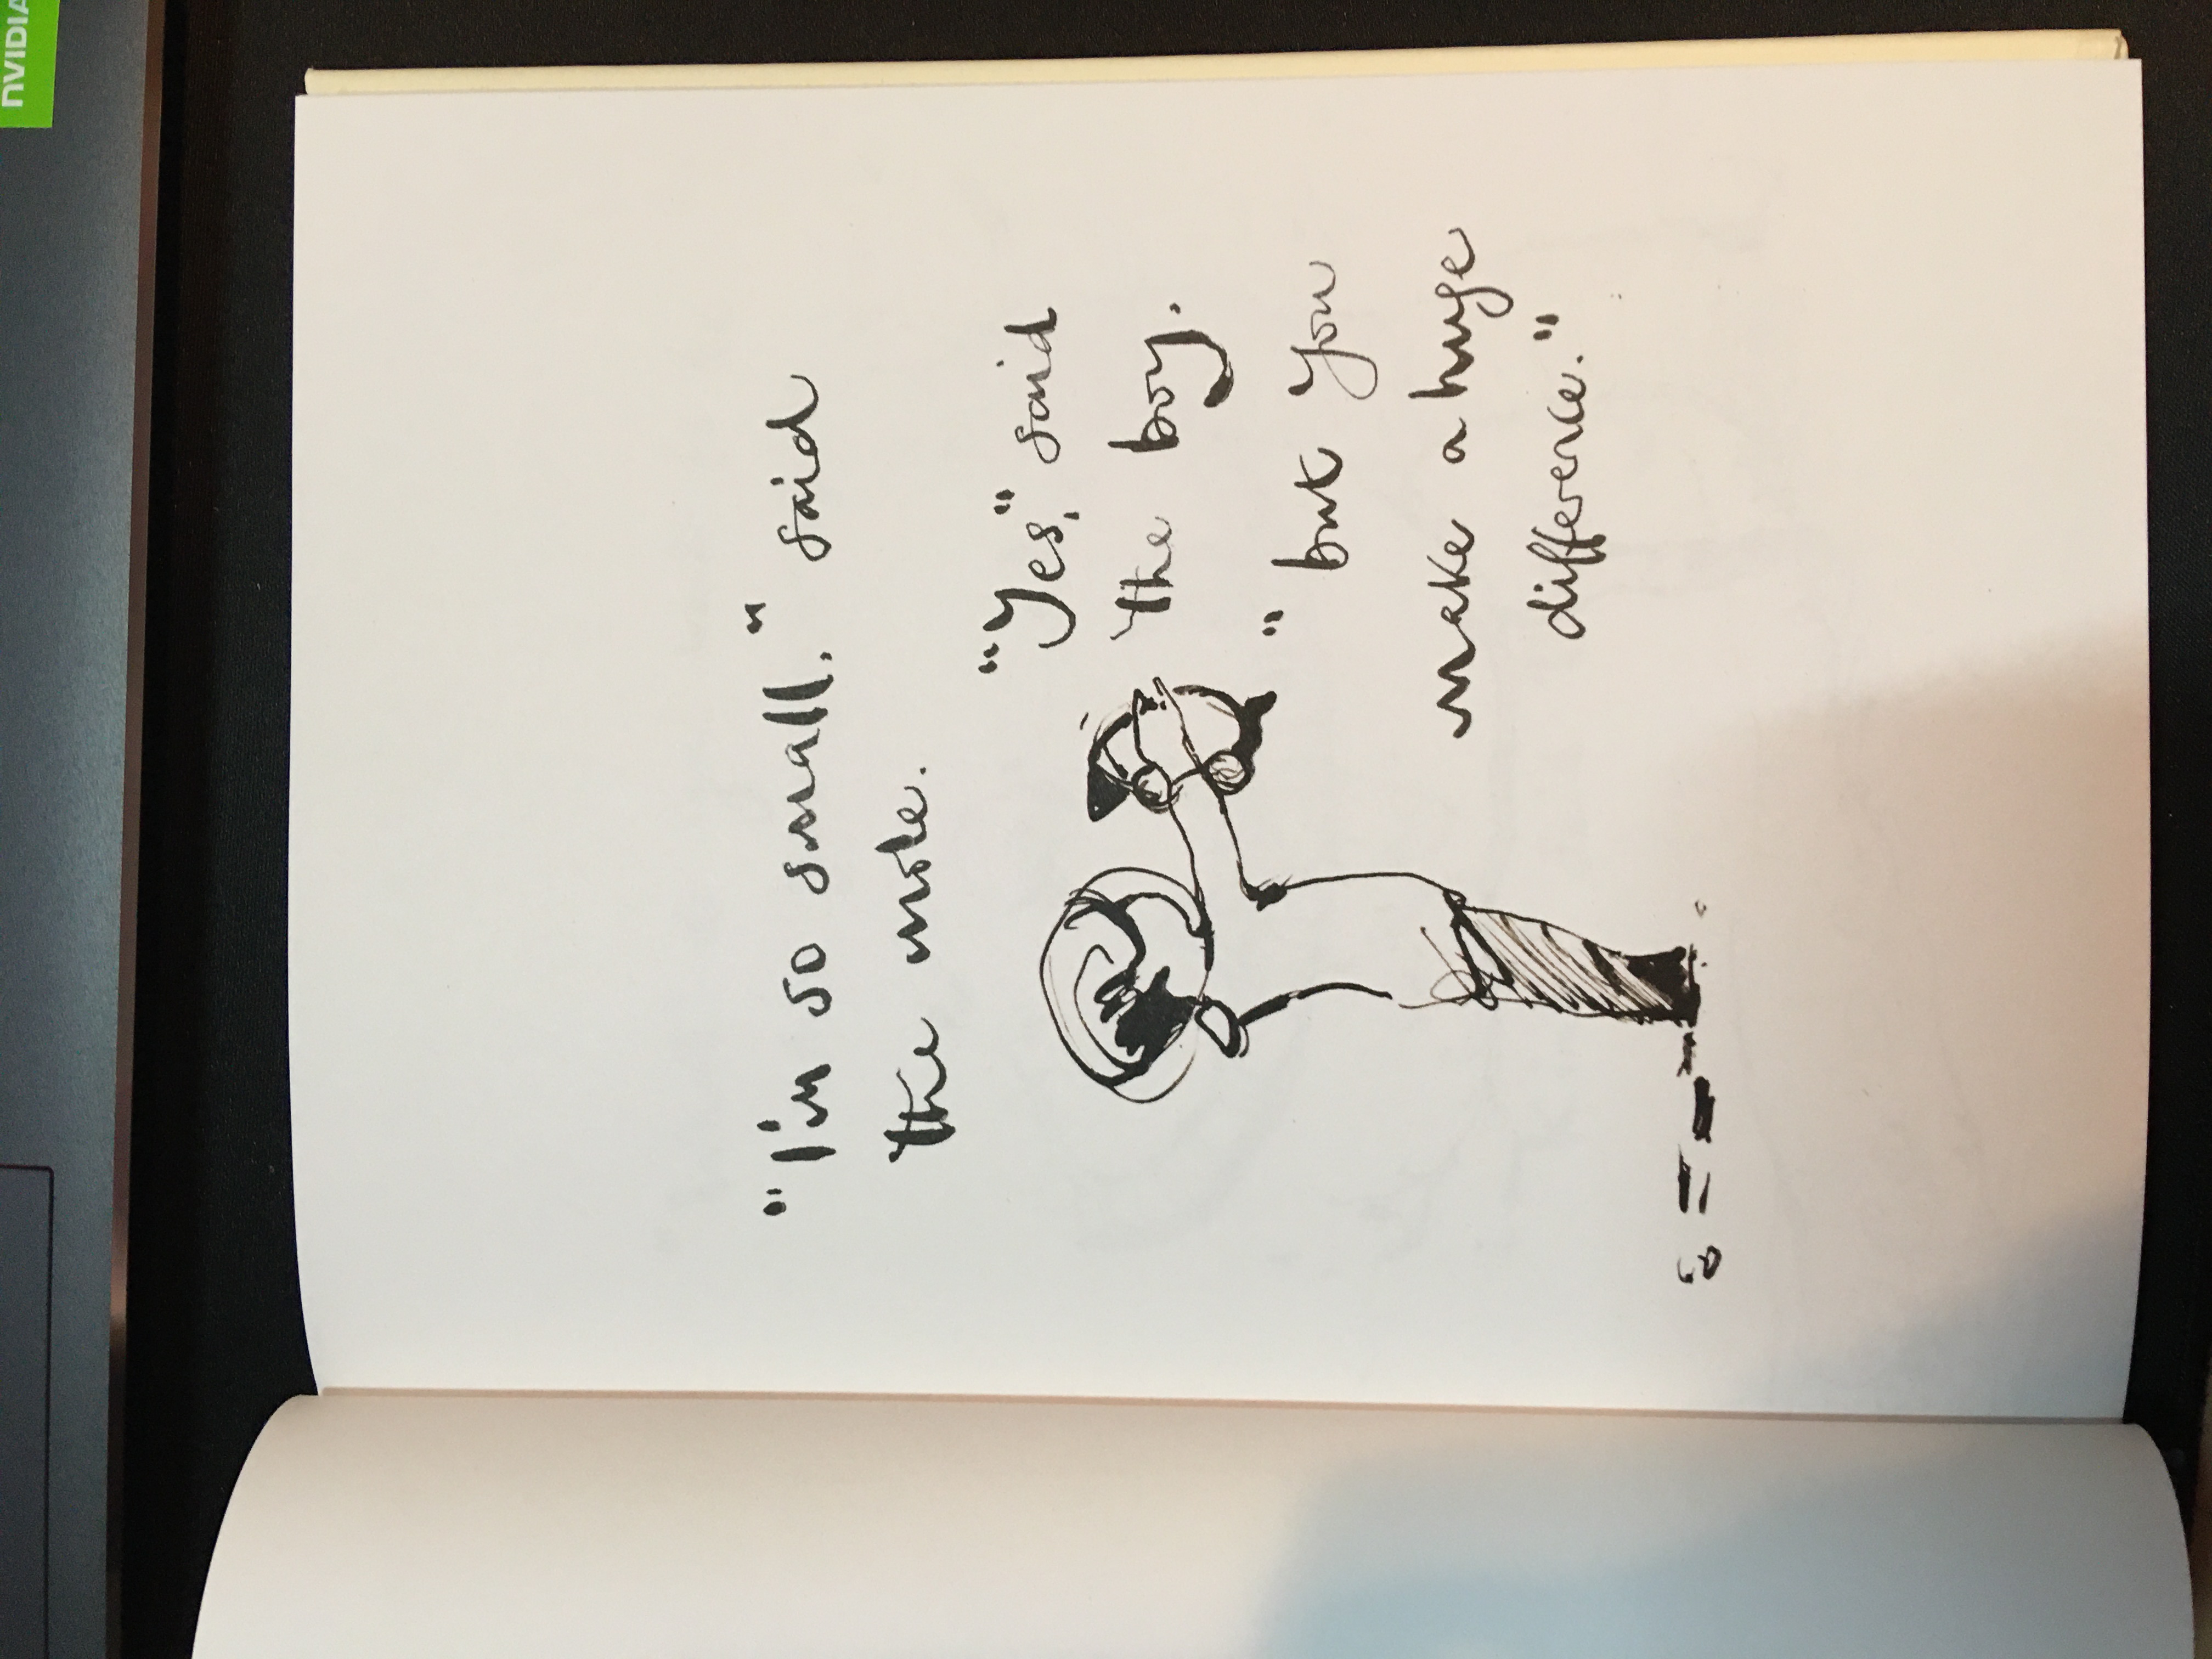 NVIDIA
"I'm so small." said
the mole.
"Yes," said
the boy.
"but you
make a huge
difference."